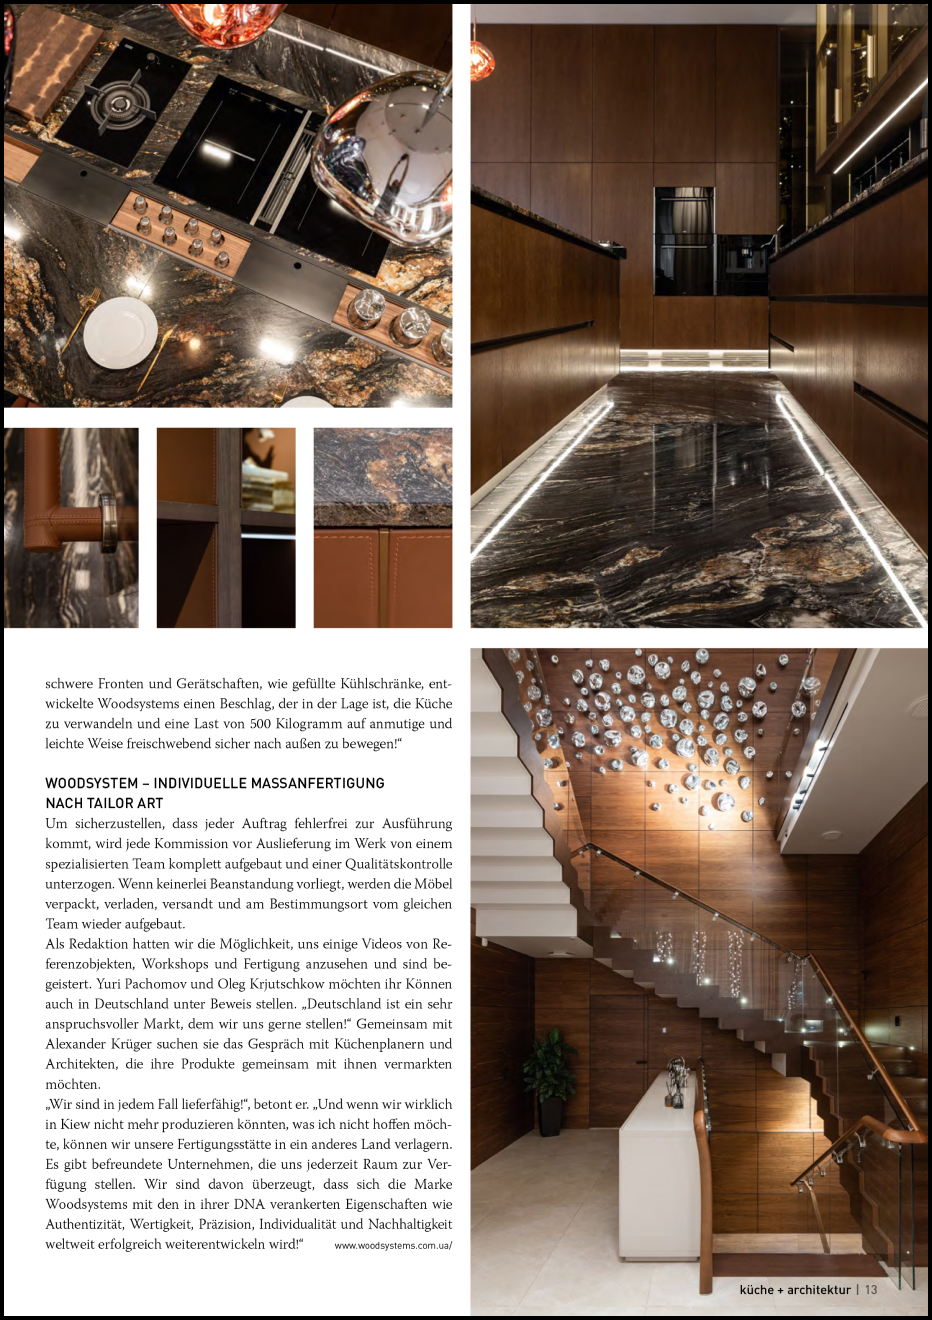 schwere Fronten und Gerätschaften, wie gefüllte Kühlschränke, ent-
wickelte Woodsystems einen Beschlag, der in der Lage ist, die Küche
zu verwandeln und eine Last von 500 Kilogramm auf anmutige und
leichte Weise freischwebend sicher nach außen zu bewegen!“
WOODSYSTEM – INDIVIDUELLE MASSANFERTIGUNG
NACH TAILOR ART
Um sicherzustellen, dass jeder Auftrag fehlerfrei zur Ausführung
kommt, wird jede Kommission vor Auslieferung im Werk von einem
spezialisierten Team komplett aufgebaut und einer Qualitätskontrolle
unterzogen. Wenn keinerlei Beanstandung vorliegt, werden die Möbel
verpackt, verladen, versandt und am Bestimmungsort vom gleichen
Team wieder aufgebaut.
Als Redaktion hatten wir die Möglichkeit, uns einige Videos von Re-
ferenzobjekten, Workshops und Fertigung anzusehen und sind be-
geistert. Yuri Pachomov und Oleg Krjutschkow möchten ihr Können
auch in Deutschland unter Beweis stellen. „Deutschland ist ein sehr
anspruchsvoller Markt, dem wir uns gerne stellen!“ Gemeinsam mit
Alexander Krüger suchen sie das Gespräch mit Küchenplanern und
Architekten, die ihre Produkte gemeinsam mit ihnen vermarkten
möchten.
„Wir sind in jedem Fall lieferfähig!“, betont er. „Und wenn wir wirklich
in Kiew nicht mehr produzieren könnten, was ich nicht hoffen möch-
te, können wir unsere Fertigungsstätte in ein anderes Land verlagern.
Es gibt befreundete Unternehmen, die uns jederzeit Raum zur Ver-
fügung stellen. Wir sind davon überzeugt, dass sich die Marke
Woodsystems mit den in ihrer DNA verankerten Eigenschaften wie
Authentizität, Wertigkeit, Präzision, Individualität und Nachhaltigkeit
weltweit erfolgreich weiterentwickeln wird!“ www.woodsystems.com.ua/
küche + architektur | 13